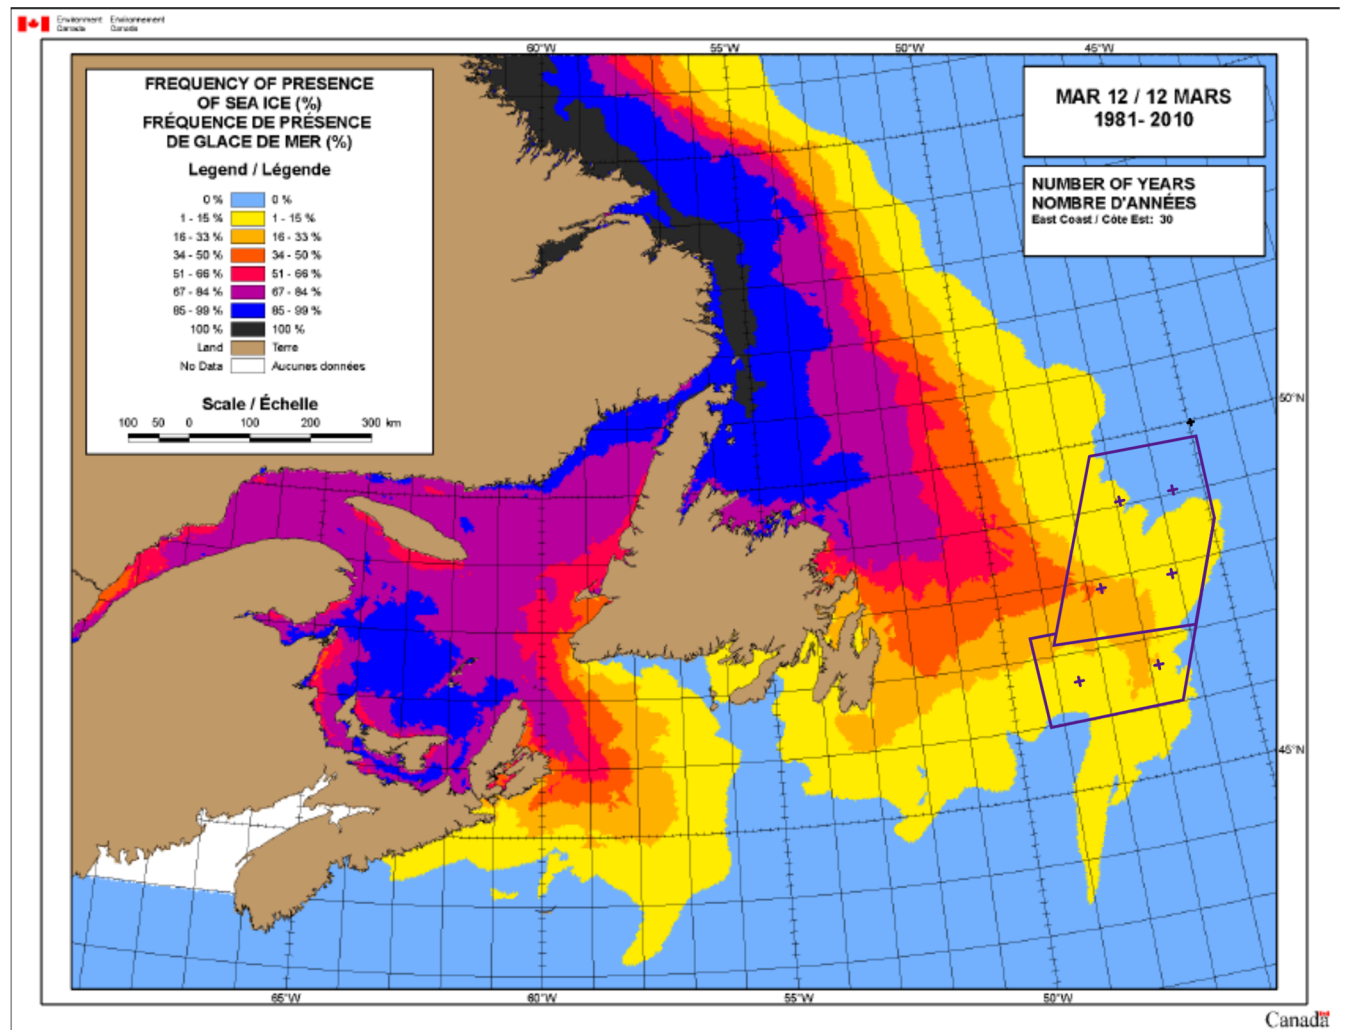 Environment Environnement
Canada Canada
60°W 55°W 50°W 45°W
FREQUENCY OF PRESENCE
OF SEA ICE (%)
FRÉQUENCE DE PRÉSENCE
DE GLACE DE MER (%)
Legend / Légende
0 % 0 %
1 - 15 % 1 - 15 %
16 - 33 % 16 - 33 %
34 - 50 % 34 - 50 %
51 - 66 % 51 - 66 %
67 - 84 % 67 - 84 %
85 - 99 % 85 - 99 %
100 % 100 %
Land Terre
No Data Aucunes données
Scale / Échelle
100 50 0 100 200 300 km
MAR 12 / 12 MARS
1981- 2010
NUMBER OF YEARS
NOMBRE D'ANNÉES
East Coast / Côte Est: 30
50°N
45°N
65°W 60°W 55°W 50°W
Canada